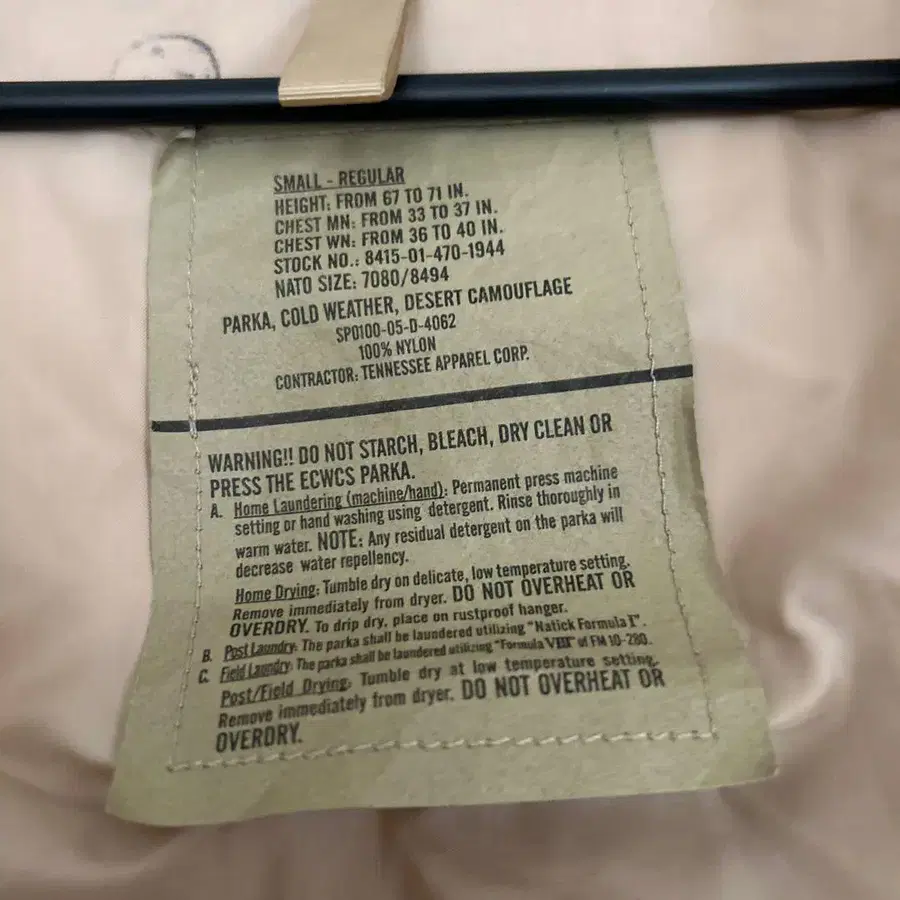 SMALL - REGULAR
HEIGHT: FROM 67 TO 71 IN.
CHEST MN: FROM 33 TO 37 IN.
CHEST WN: FROM 36 TO 40 IN.
STOCK NO.: 8415-01-470-1944
NATO SIZE: 7080/8494
PARKA, COLD WEATHER, DESERT CAMOUFLAGE
SP0100-05-D-4062
100% NYLON
CONTRACTOR: TENNESSEE APPAREL CORP.
WARNING!! DO NOT STARCH, BLEACH, DRY CLEAN OR
PRESS THE ECWCS PARKA.
A. Home Laundering (machine/hand): Permanent press machine
setting or hand washing using detergent. Rinse thoroughly in
warm water. NOTE: Any residual detergent on the parka will
decrease water repellency.
Home Drying: Tumble dry on delicate, low temperature setting.
Remove immediately from dryer. DO NOT OVERHEAT OR
OVERDRY. To drip dry, place on rustproof hanger.
B. Post Laundry: The parka shall be laundered utilizing "Natick Formula I".
C. Field Laundry: The parka shall be laundered utilizing "Formula VIII" of FM 10-280.
Post/Field Drying: Tumble dry at low temperature setting.
Remove immediately from dryer. DO NOT OVERHEAT OR
OVERDRY.